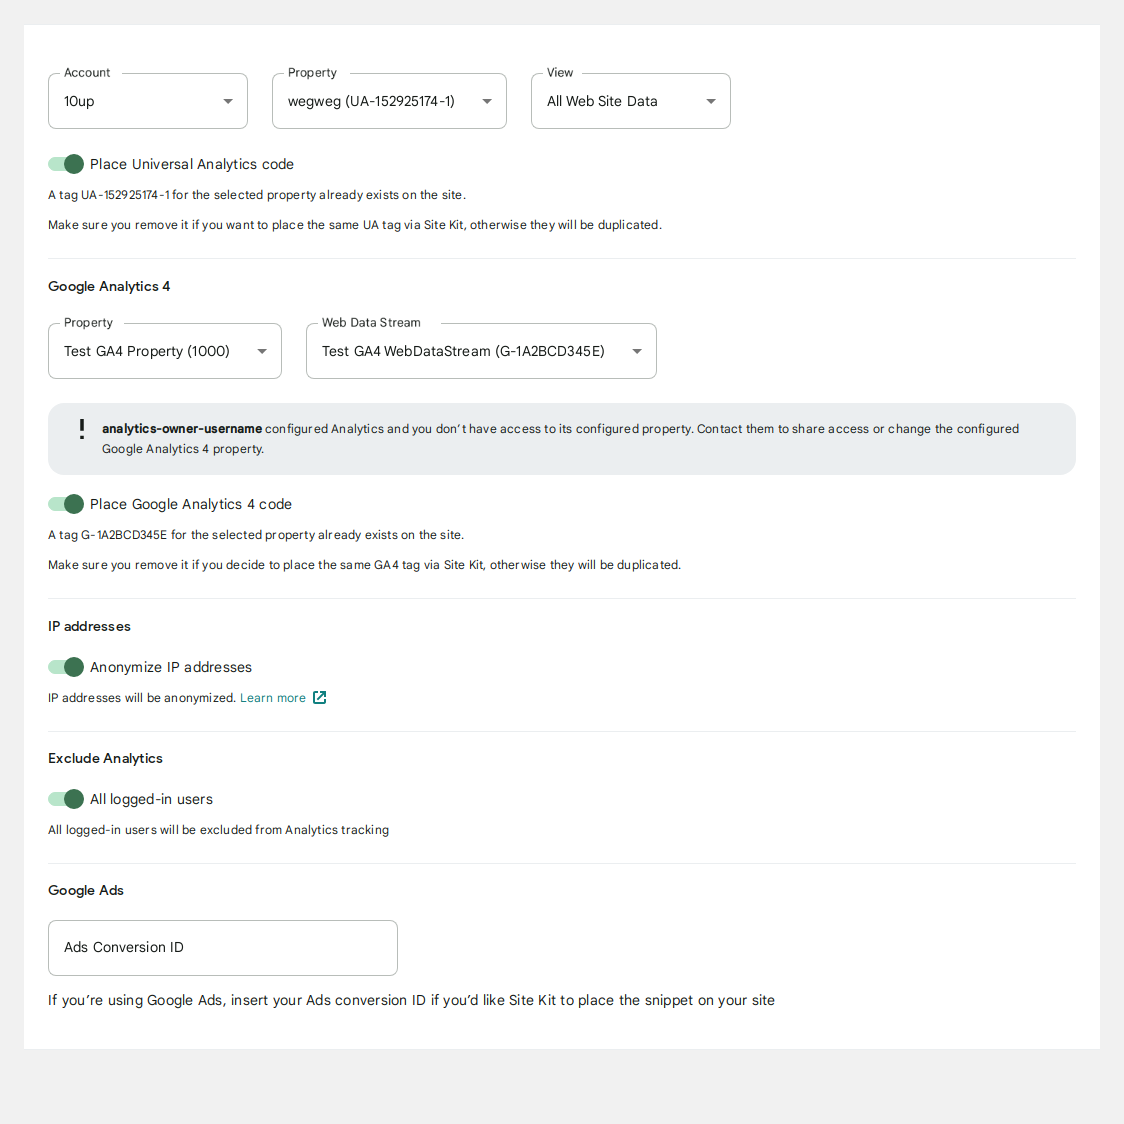 Account
10up
Property
wegweg (UA-152925174-1)
View
All Web Site Data
Place Universal Analytics code
A tag UA-152925174-1 for the selected property already exists on the site.
Make sure you remove it if you want to place the same UA tag via Site Kit, otherwise they will be duplicated.
Google Analytics 4
Property
Test GA4 Property (1000)
Web Data Stream
Test GA4 WebDataStream (G-1A2BCD345E)
analytics-owner-username configured Analytics and you don’t have access to its configured property. Contact them to share access or change the configured
Google Analytics 4 property.
Place Google Analytics 4 code
A tag G-1A2BCD345E for the selected property already exists on the site.
Make sure you remove it if you decide to place the same GA4 tag via Site Kit, otherwise they will be duplicated.
IP addresses
Anonymize IP addresses
IP addresses will be anonymized. Learn more
Exclude Analytics
All logged-in users
All logged-in users will be excluded from Analytics tracking
Google Ads
Ads Conversion ID
If you’re using Google Ads, insert your Ads conversion ID if you’d like Site Kit to place the snippet on your site